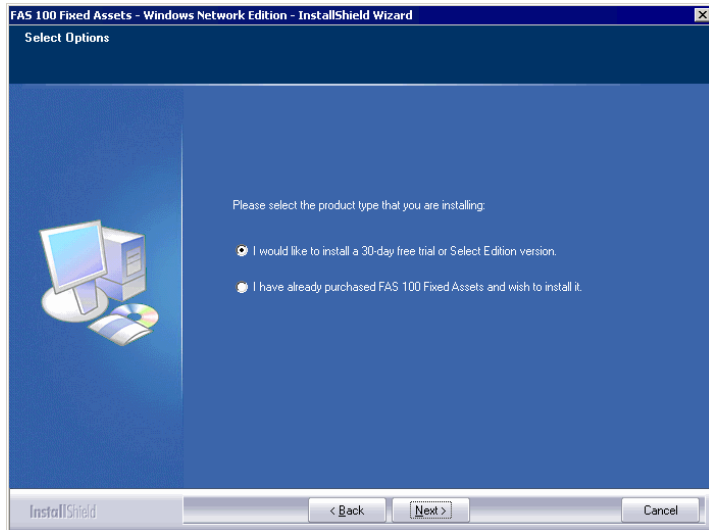 FAS 100 Fixed Assets - Windows Network Edition - InstallShield Wizard
Select Options
Please select the product type that you are installing:
I would like to install a 30-day free trial or Select Edition version.
I have already purchased FAS 100 Fixed Assets and wish to install it.
InstallShield
< Back
Next >
Cancel